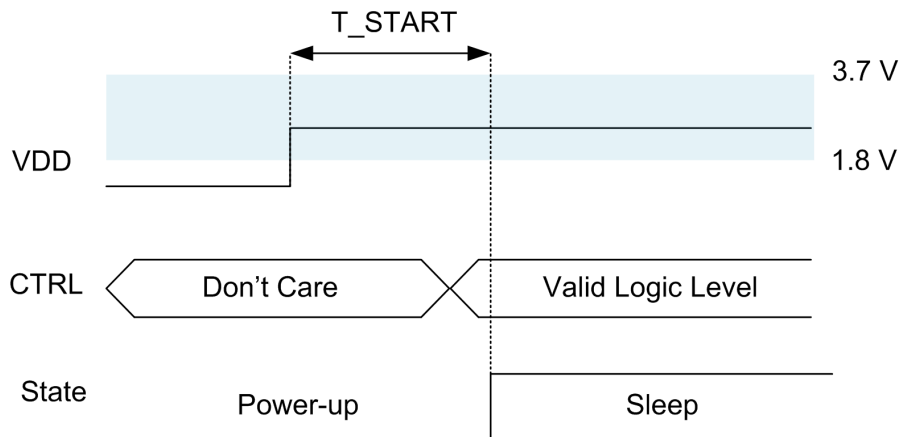 T_START
3.7 V
VDD
1.8 V
CTRL
Don't Care
Valid Logic Level
State
Power-up
Sleep